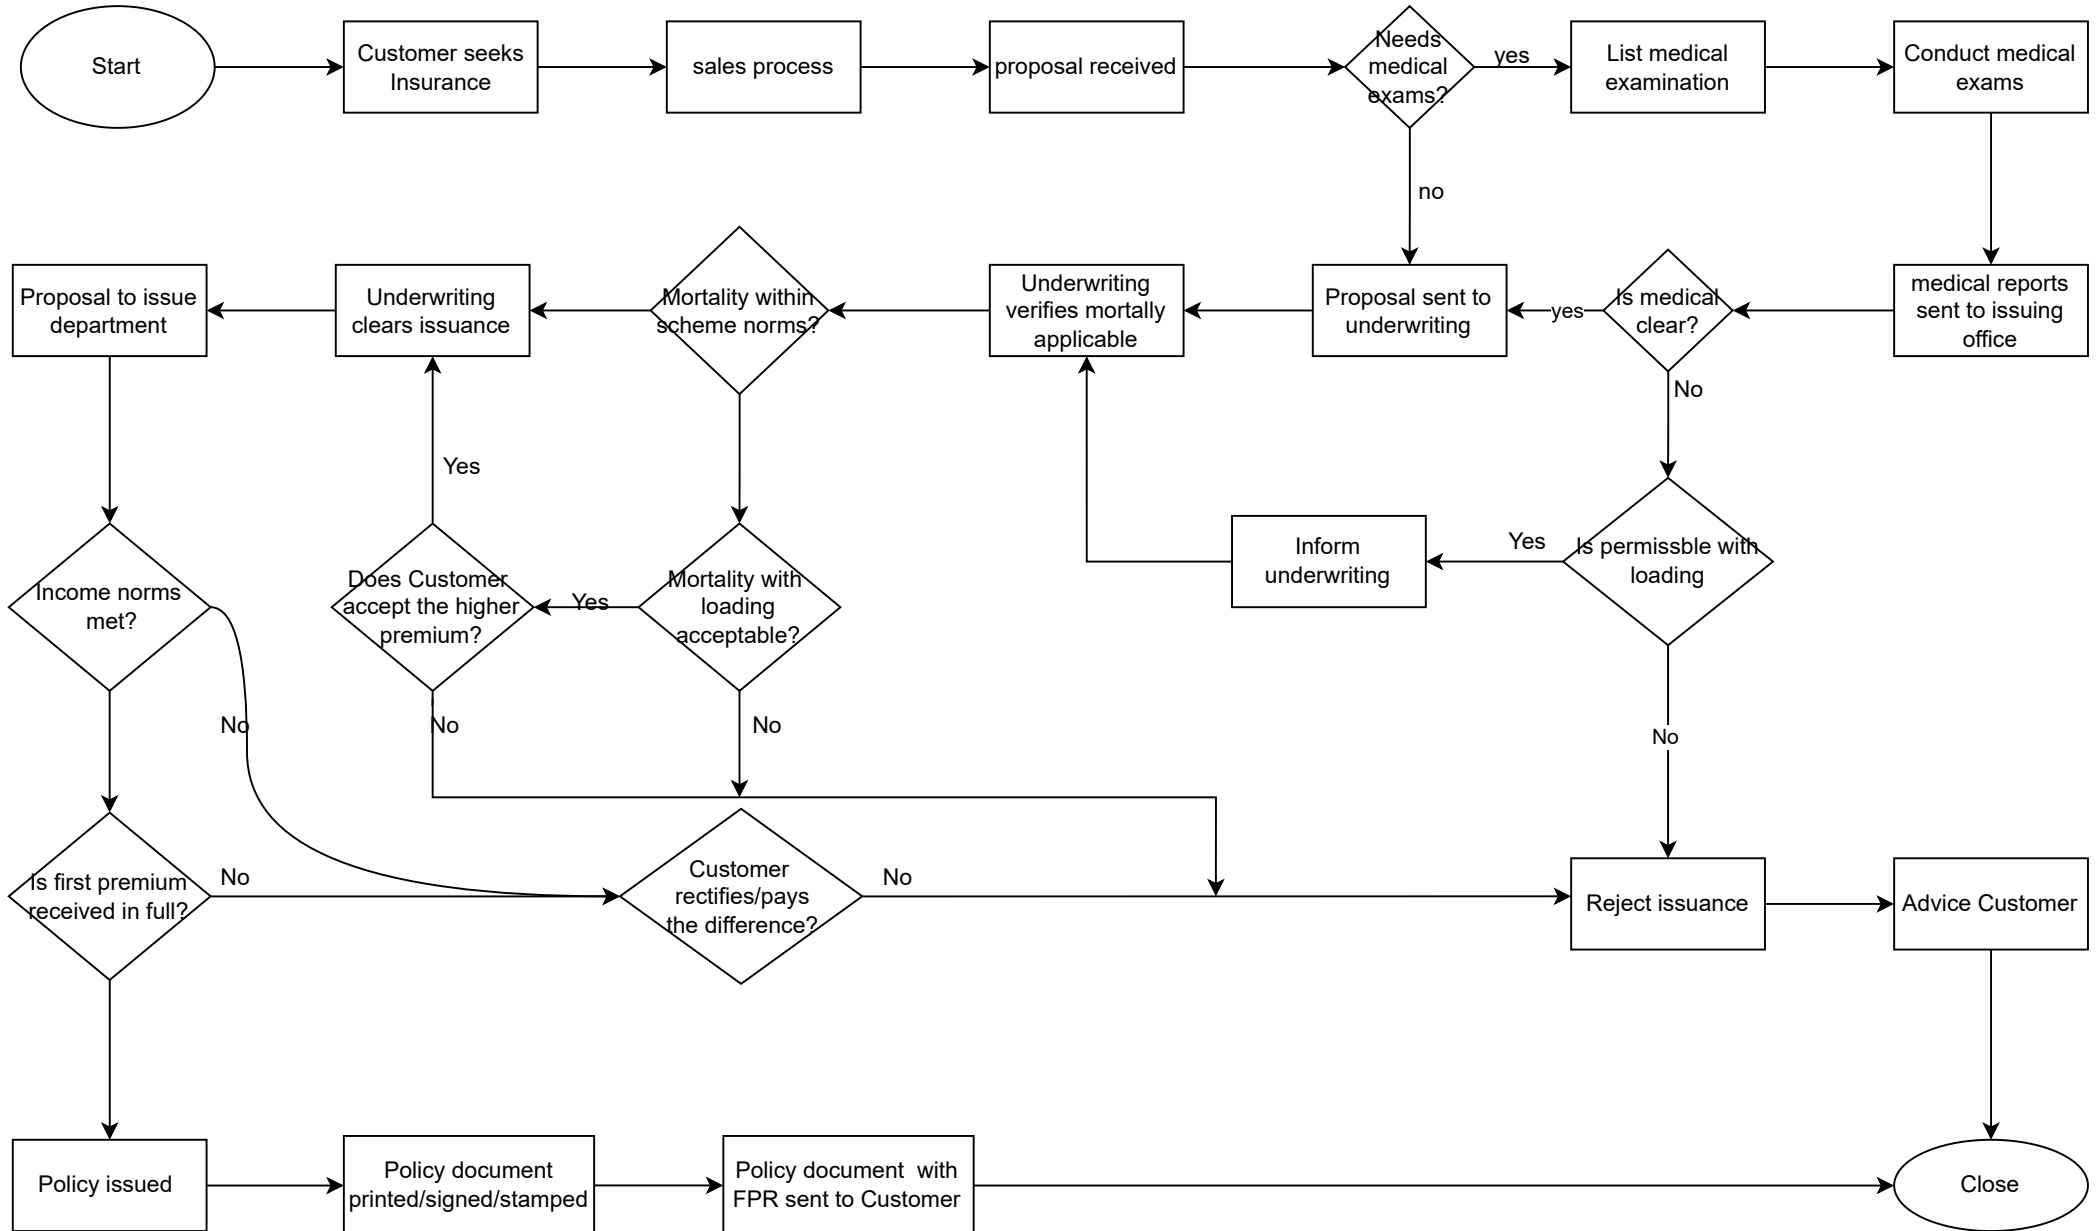 Start
Customer seeks
Insurance
sales process
proposal received
Needs
medical
exams?
yes
List medical
examination
Conduct medical
exams
no
Proposal to issue
department
Underwriting
clears issuance
Mortality within
scheme norms?
Underwriting
verifies mortally
applicable
Proposal sent to
underwriting
yes
Is medical
clear?
medical reports
sent to issuing
office
No
Yes
Income norms
met?
Does Customer
accept the higher
premium?
Yes
Mortality with
loading
acceptable?
Inform
underwriting
Yes
Is permissble with
loading
No
No
No
No
Is first premium
received in full?
No
Customer
rectifies/pays
the difference?
No
Reject issuance
Advice Customer
Policy issued
Policy document
printed/signed/stamped
Policy document with
FPR sent to Customer
Close